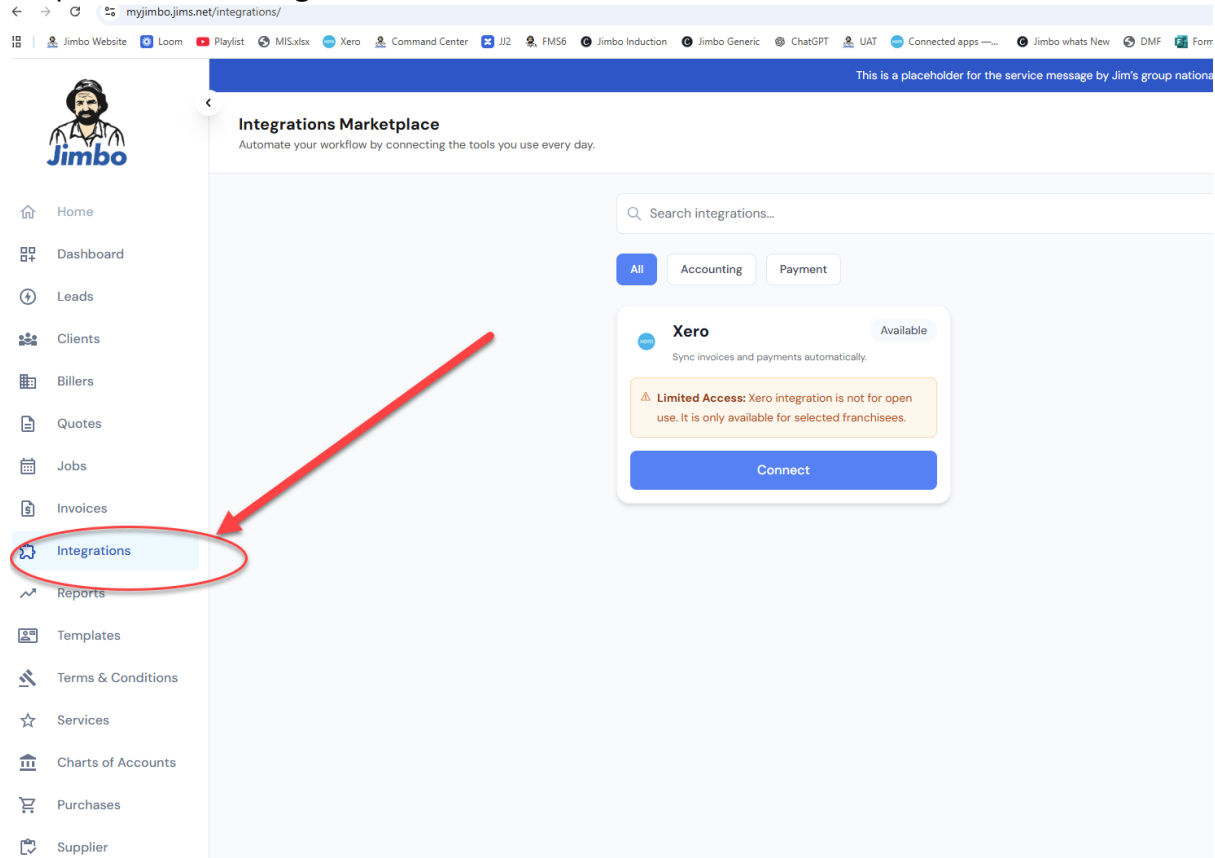 myjimbo.jims.net/integrations/
Jimbo Website Loom Playlist MIS.xlsx Xero Command Center JJ2 FMS6 Jimbo Induction Jimbo Generic ChatGPT UAT Connected apps —... Jimbo whats New DMF Form
This is a placeholder for the service message by Jim's group nationa
Jimbo
Integrations Marketplace
Automate your workflow by connecting the tools you use every day.
Home
Dashboard
Leads
Clients
Billers
Quotes
Jobs
Invoices
Integrations
Reports
Templates
Terms & Conditions
Services
Charts of Accounts
Purchases
Supplier
Search integrations...
All Accounting Payment
xero Xero Available
Sync invoices and payments automatically.
Limited Access: Xero integration is not for open
use. It is only available for selected franchisees.
Connect